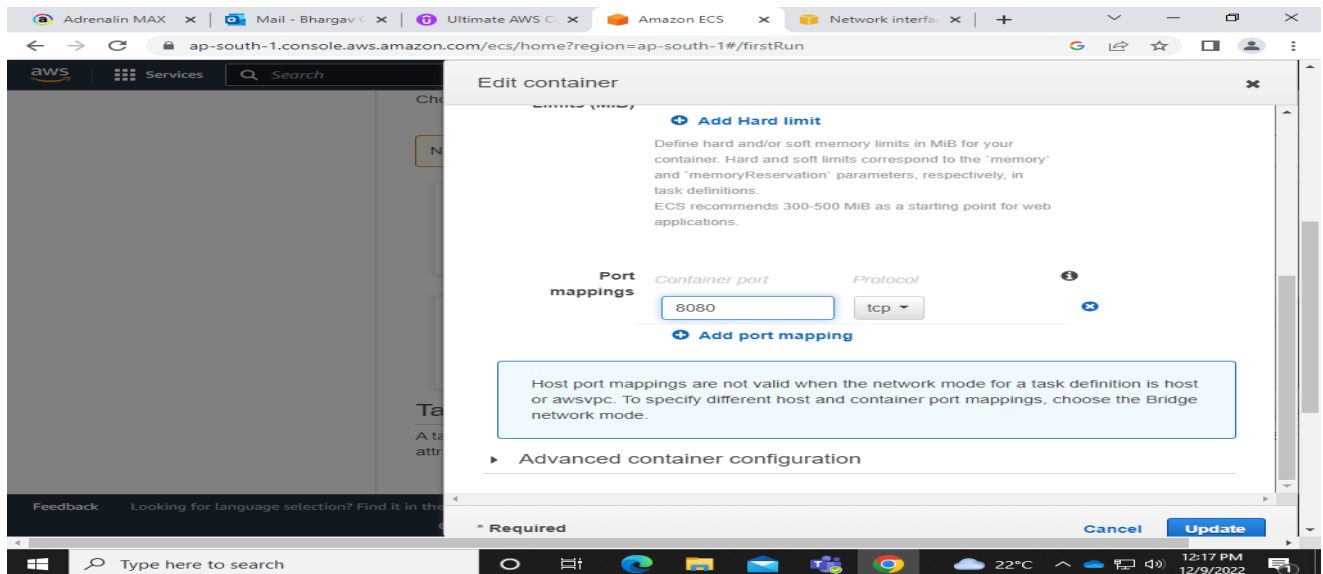 Adrenalin MAX
Mail - Bhargav
Ultimate AWS C
Amazon ECS
Network interfa
ap-south-1.console.aws.amazon.com/ecs/home?region=ap-south-1#/firstRun
aws
Services
Search
Edit container
Limits (MiB)
Add Hard limit
Define hard and/or soft memory limits in MiB for your
container. Hard and soft limits correspond to the `memory`
and `memoryReservation` parameters, respectively, in
task definitions.
ECS recommends 300-500 MiB as a starting point for web
applications.
Port
mappings
Container port
Protocol
8080
tcp
Add port mapping
Host port mappings are not valid when the network mode for a task definition is host
or awsvpc. To specify different host and container port mappings, choose the Bridge
network mode.
Advanced container configuration
Cho
N
Ta
A ta
attr
Feedback
Looking for language selection? Find it in the
* Required
Cancel
Update
Type here to search
22°C
12:17 PM
12/9/2022